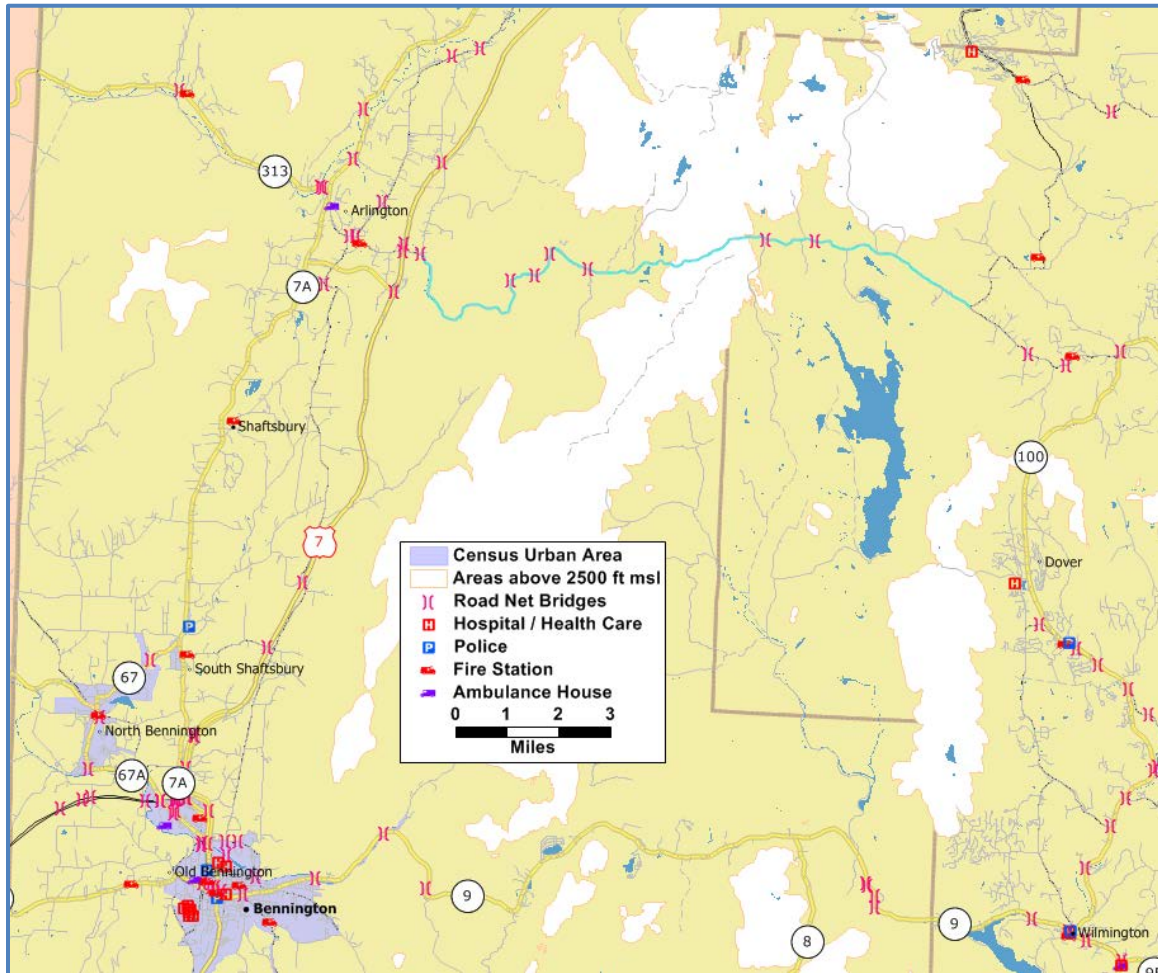 313
Arlington
7A
Shaftsbury
100
7
Census Urban Area
Areas above 2500 ft msl
Road Net Bridges
Hospital / Health Care
Police
Fire Station
Ambulance House
0 1 2 3
Miles
Dover
P
South Shaftsbury
67
North Bennington
67A
7A
Old Bennington
Bennington
9
8
9
Wilmington
H
H
P